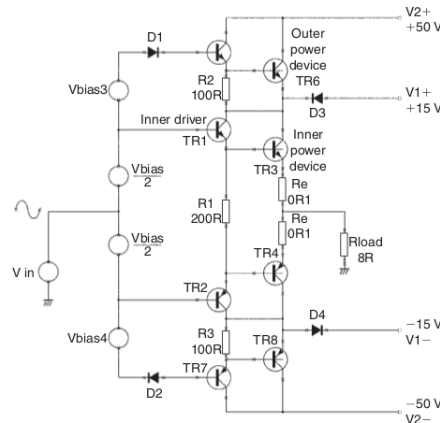 V2+
+50 V
D1
Outer
power
device
TR6
R2
100R
Vbias3
V1+
+15 V
D3
Inner driver
TR1
Inner
power
device
TR3
Vbias
2
Re
0R1
R1
200R
Re
0R1
Vbias
2
Rload
8R
TR4
V in
TR2
D4
−15 V
V1−
Vbias4
R3
100R
TR8
TR7
D2
−50 V
V2−